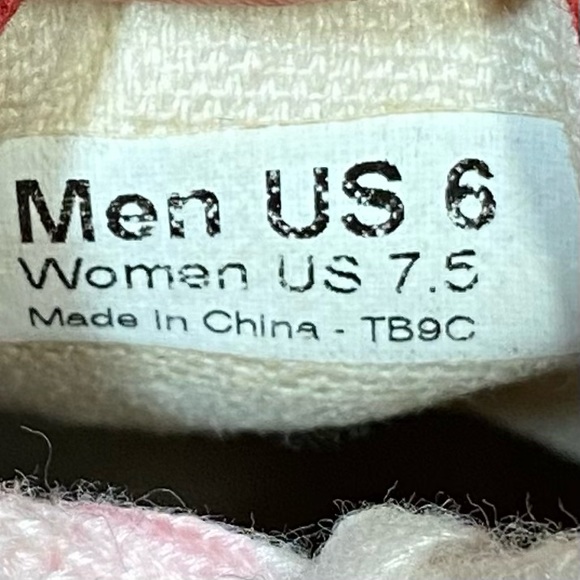 Men US 6
Women US 7.5
Made in China - TB9C